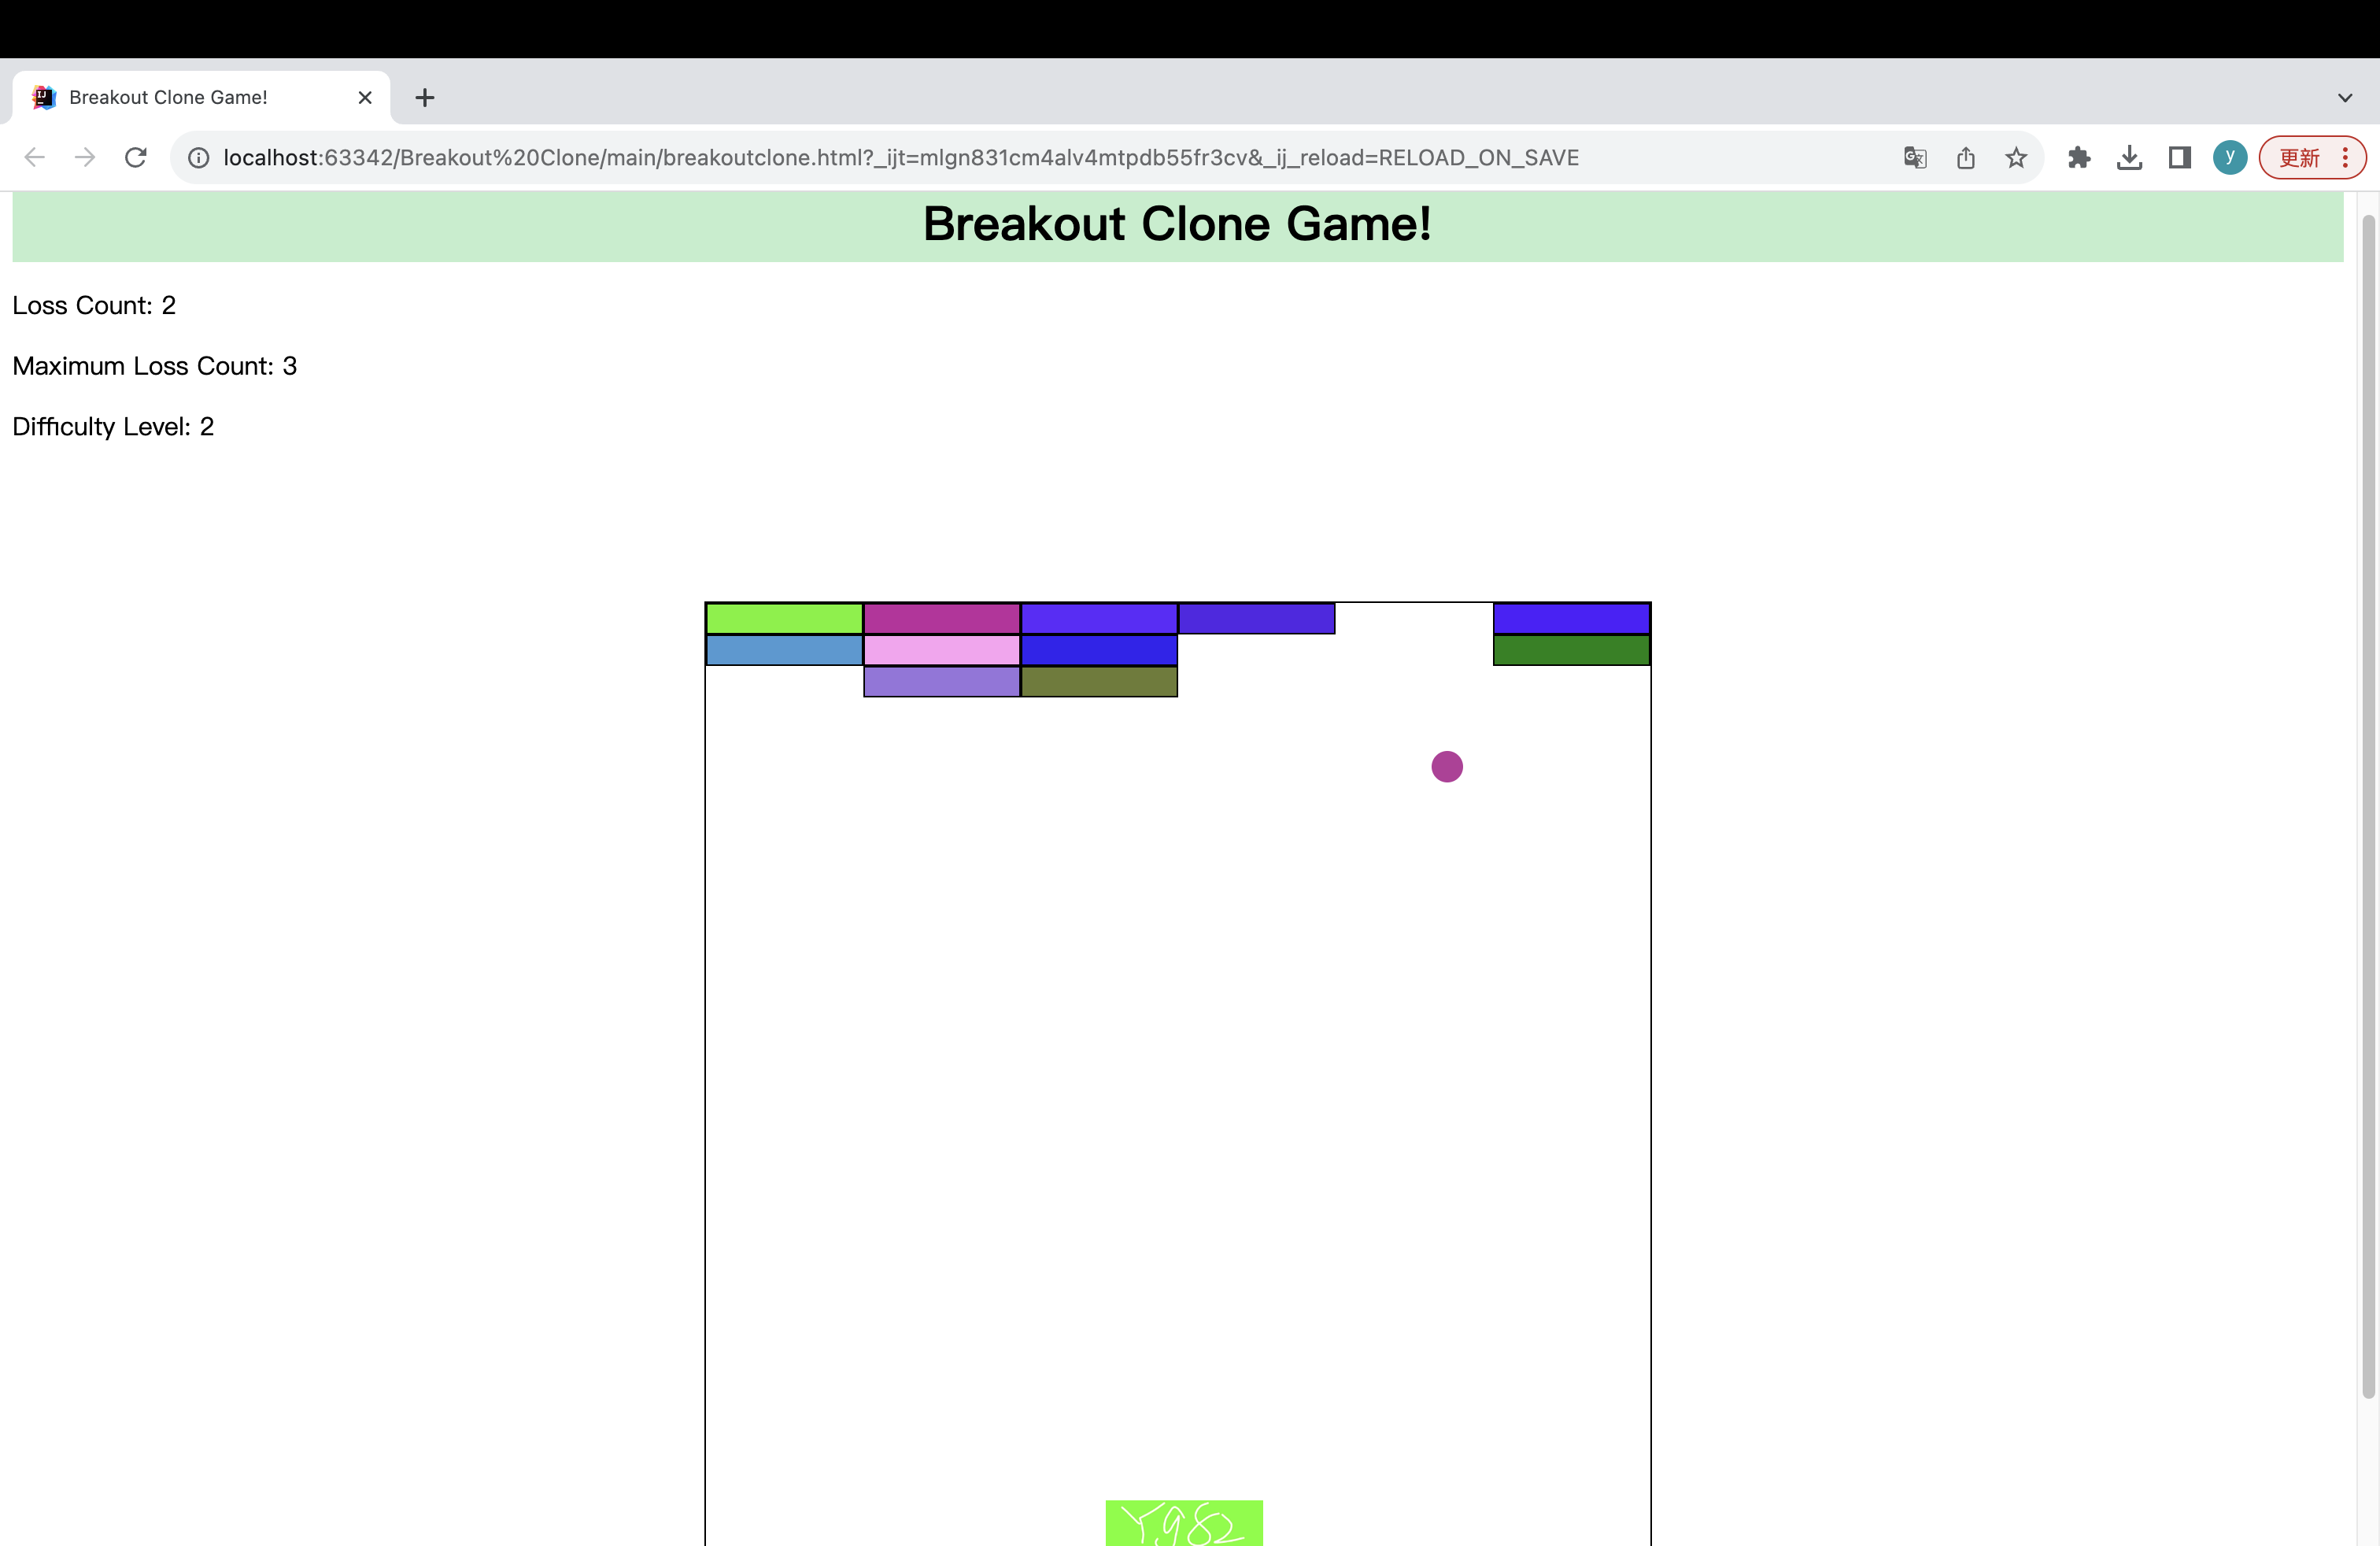 Breakout Clone Game!
localhost:63342/Breakout%20Clone/main/breakoutclone.html?_ijt=mlgn831cm4alv4mtpdb55fr3cv&_ij_reload=RELOAD_ON_SAVE
y
更新
Breakout Clone Game!
Loss Count: 2
Maximum Loss Count: 3
Difficulty Level: 2